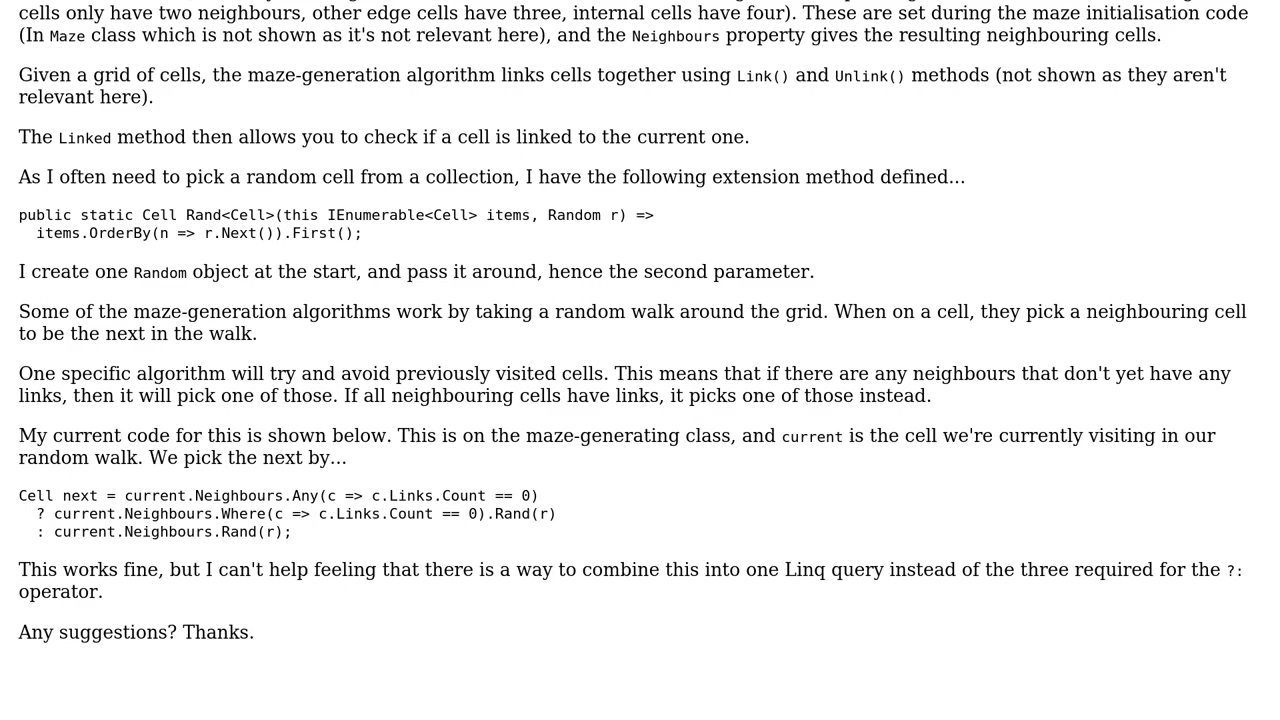 cells only have two neighbours, other edge cells have three, internal cells have four). These are set during the maze initialisation code
(In Maze class which is not shown as it's not relevant here), and the Neighbours property gives the resulting neighbouring cells.
Given a grid of cells, the maze-generation algorithm links cells together using Link() and Unlink() methods (not shown as they aren't
relevant here).
The Linked method then allows you to check if a cell is linked to the current one.
As I often need to pick a random cell from a collection, I have the following extension method defined...
public static Cell Rand<Cell>(this IEnumerable<Cell> items, Random r) =>
  items.OrderBy(n => r.Next()).First();
I create one Random object at the start, and pass it around, hence the second parameter.
Some of the maze-generation algorithms work by taking a random walk around the grid. When on a cell, they pick a neighbouring cell
to be the next in the walk.
One specific algorithm will try and avoid previously visited cells. This means that if there are any neighbours that don't yet have any
links, then it will pick one of those. If all neighbouring cells have links, it picks one of those instead.
My current code for this is shown below. This is on the maze-generating class, and current is the cell we're currently visiting in our
random walk. We pick the next by...
Cell next = current.Neighbours.Any(c => c.Links.Count == 0)
  ? current.Neighbours.Where(c => c.Links.Count == 0).Rand(r)
  : current.Neighbours.Rand(r);
This works fine, but I can't help feeling that there is a way to combine this into one Linq query instead of the three required for the ?:
operator.
Any suggestions? Thanks.